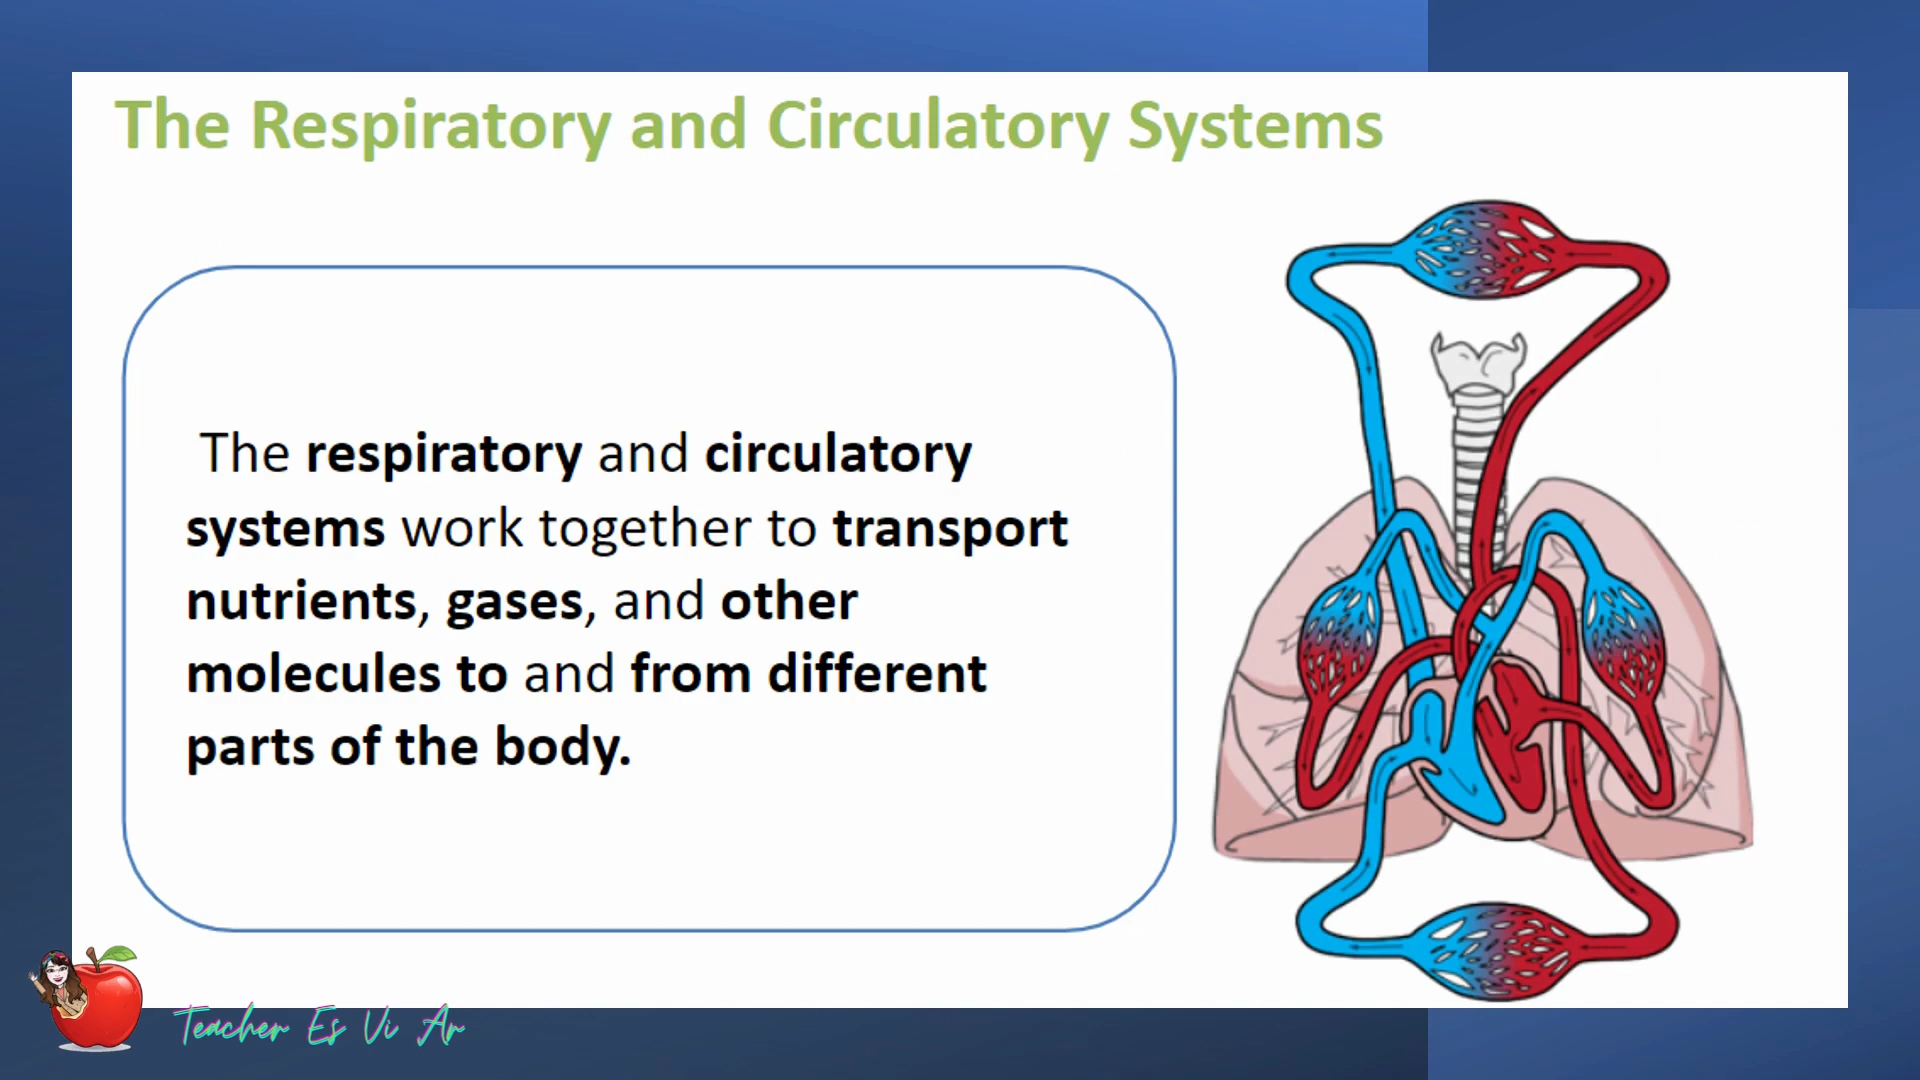 The Respiratory and Circulatory Systems
The respiratory and circulatory
systems work together to transport
nutrients, gases, and other
molecules to and from different
parts of the body.
Teacher Es Vi Ar